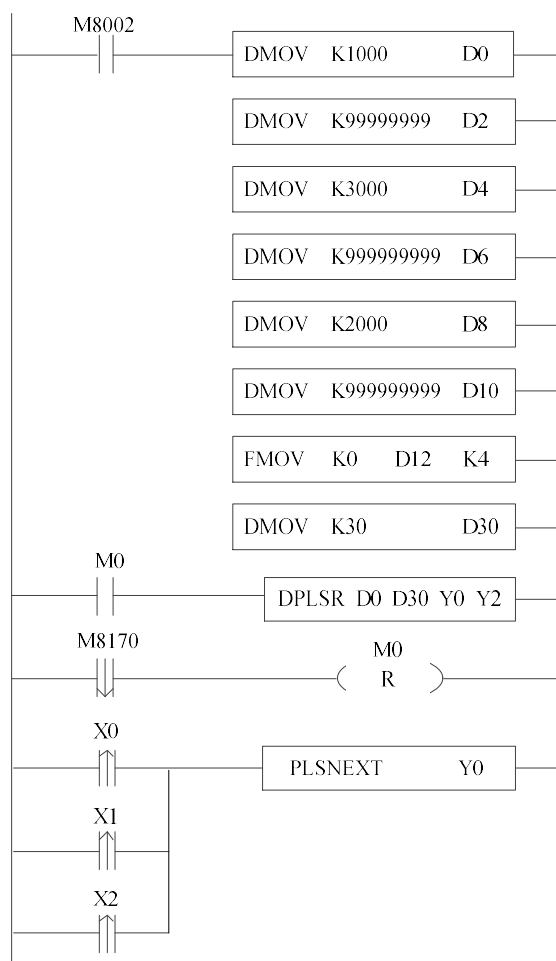 M8002
DMOV K1000 D0
DMOV K99999999 D2
DMOV K3000 D4
DMOV K999999999 D6
DMOV K2000 D8
DMOV K999999999 D10
FMOV K0 D12 K4
DMOV K30 D30
M0
DPLSR D0 D30 Y0 Y2
M8170
M0
R
X0
PLSNEXT Y0
X1
X2